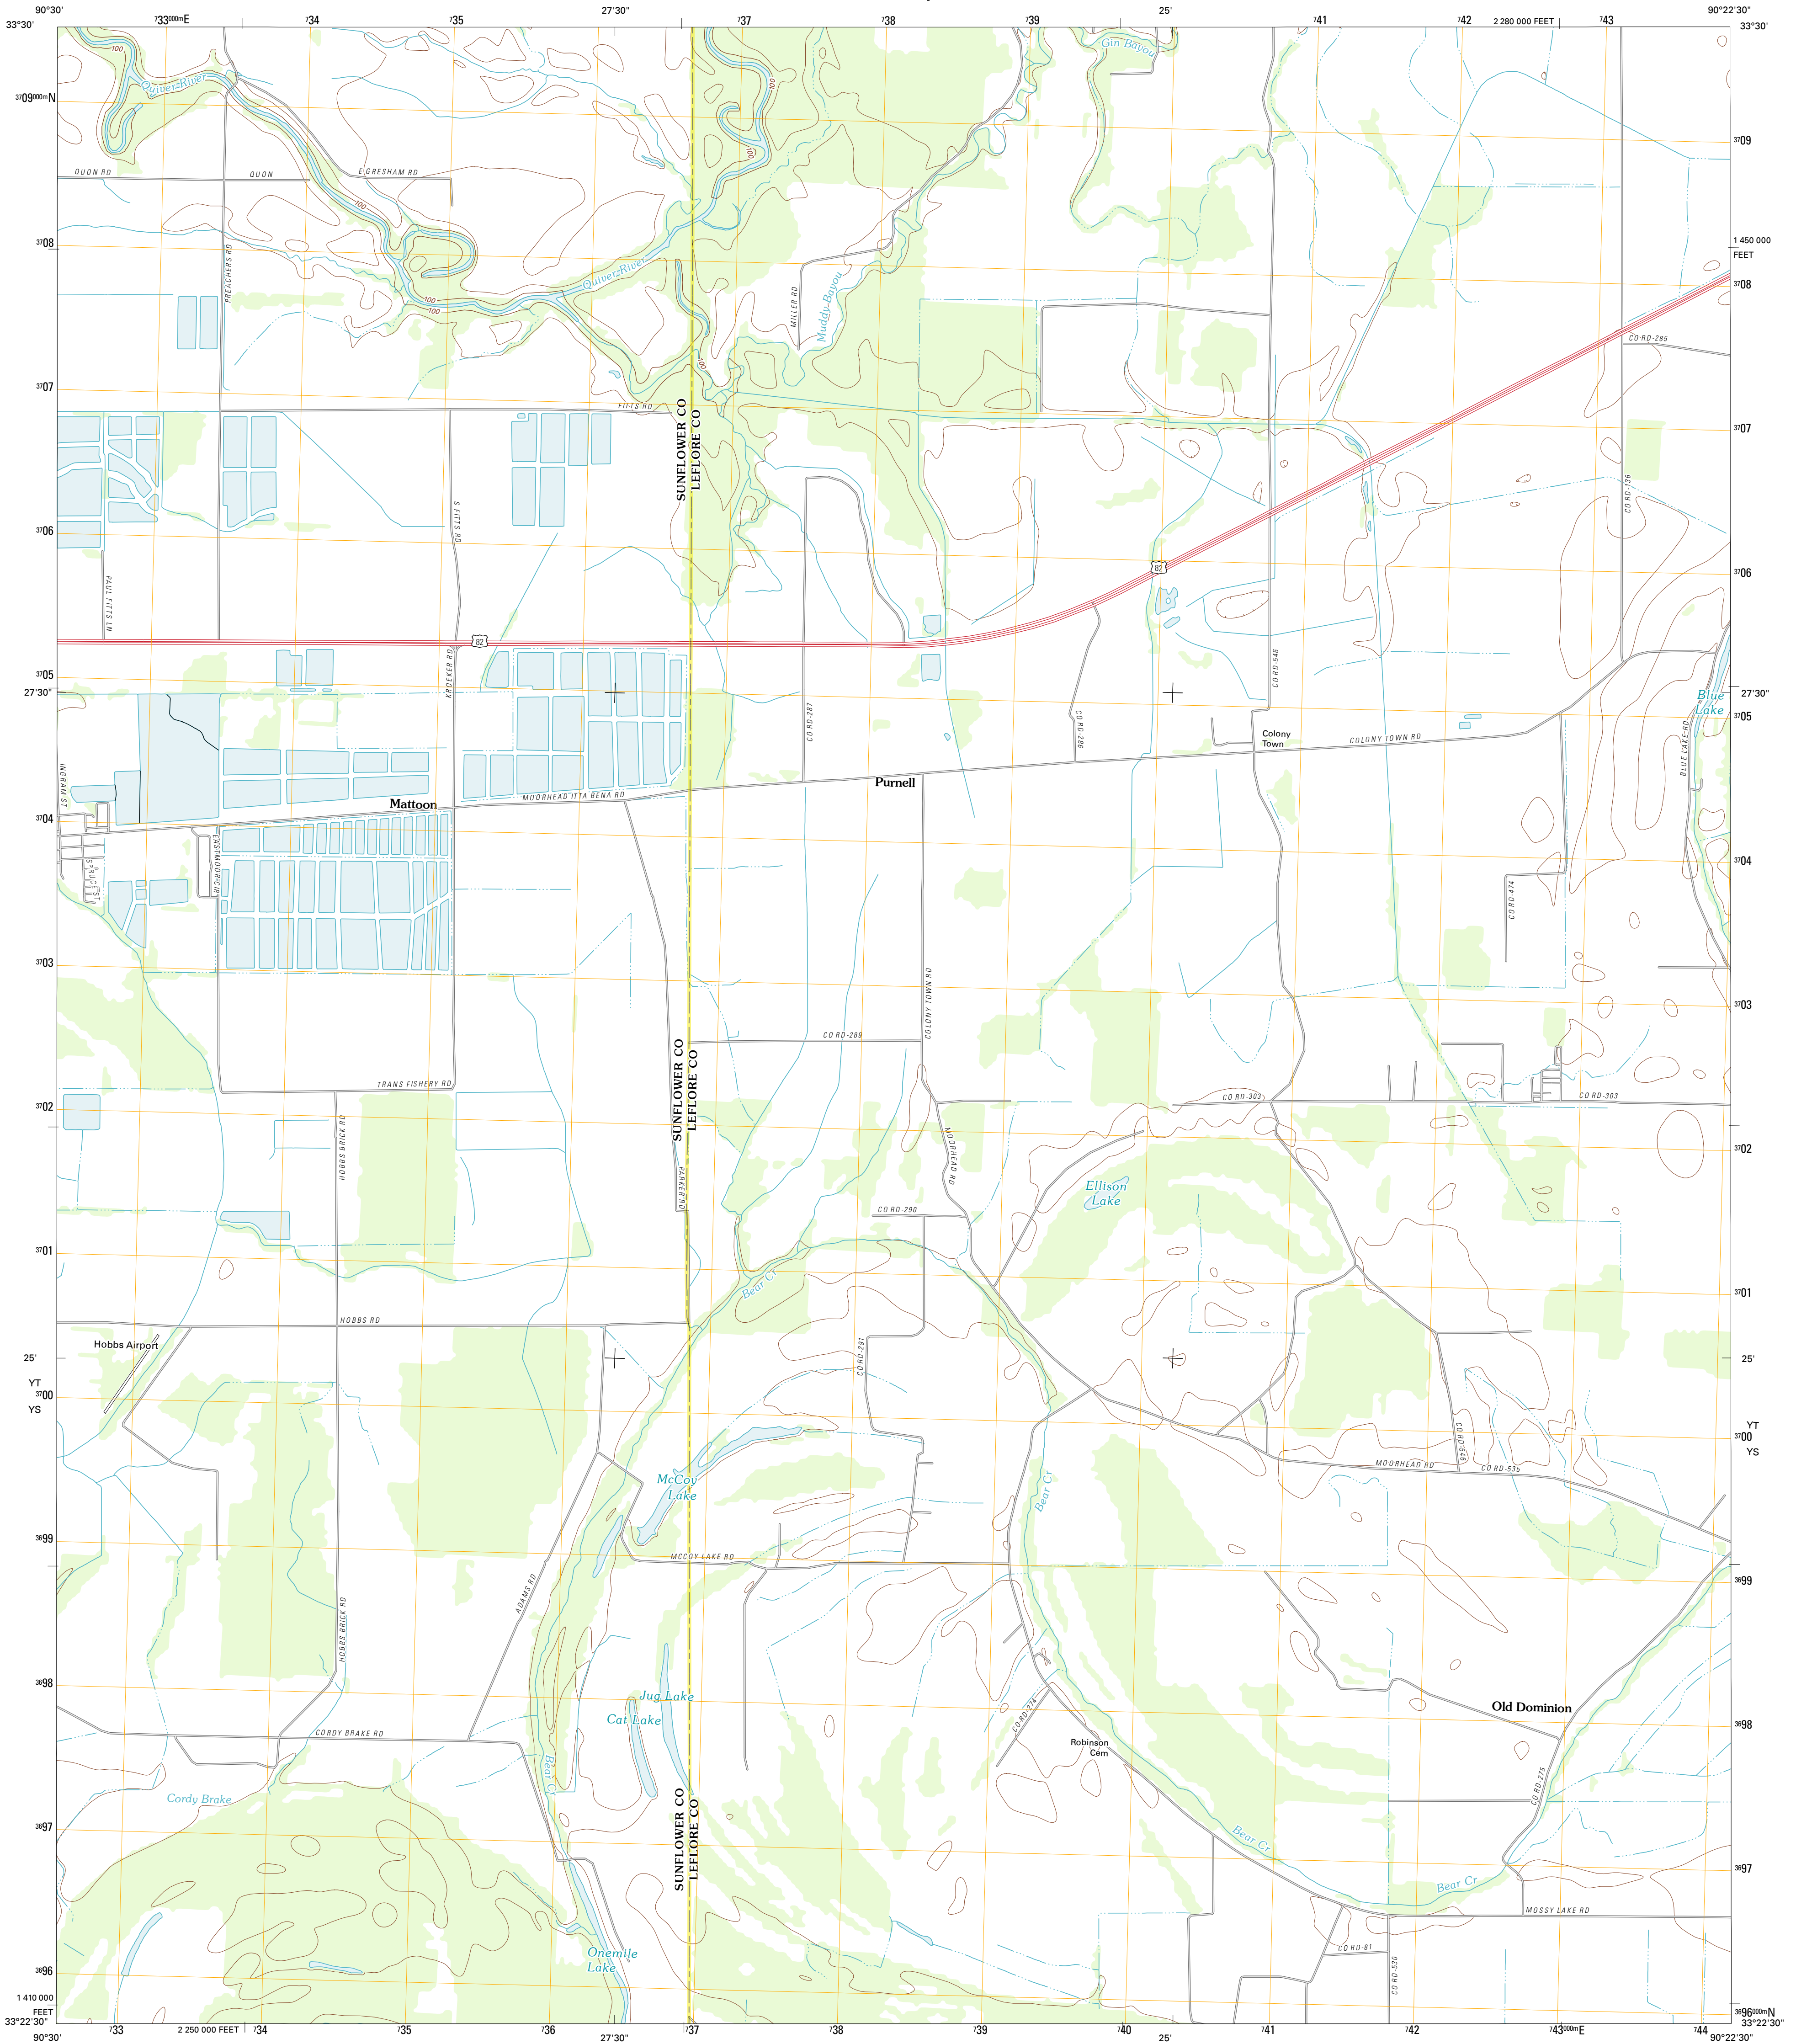 90°30'
⁷33⁰⁰⁰ᵐE
⁷34
⁷35
27'30"
⁷37
⁷38
⁷39
25'
⁷41
⁷42
2 280 000 FEET
⁷43
90°22'30"
33°30'
33°30'
Gin Bayou
100
Quiver River
100
³⁷09⁰⁰⁰ᵐN
³⁷09
100
QUON RD
QUON
E GRESHAM RD
100
1 450 000
FEET
³⁷08
PREACHERS RD
Quiver River
³⁷08
MILLER RD
Muddy Bayou
100
100
CO RD-285
100
³⁷07
FITTS RD
SUNFLOWER CO
LEFLORE CO
³⁷07
CO RD-136
S FITTS RD
³⁷06
82
³⁷06
PAUL FITTS LN
82
KROEKER RD
CO RD-546
³⁷05
27'30"
27'30"
Blue
Lake
³⁷05
CO RD-287
CO RD-286
Colony
Town
COLONY TOWN RD
BLUE LAKE RD
INGRAM ST
Purnell
MOORHEAD ITTA BENA RD
Mattoon
³⁷04
EASTMOOR CIR
SPRUCE ST
³⁷04
CO RD-474
³⁷03
COLONY TOWN RD
³⁷03
CO RD-289
SUNFLOWER CO
LEFLORE CO
TRANS FISHERY RD
CO RD-303
CO RD-303
³⁷02
HOBBS BRICK RD
MOORHEAD RD
³⁷02
PARKER RD
Ellison
Lake
CO RD-290
³⁷01
Bear Cr
³⁷01
HOBBS RD
Hobbs Airport
CO RD-291
25'
25'
YT
³⁷00
YS
YT
³⁷00
YS
CO RD-546
MOORHEAD RD
CO RD-535
McCoy
Lake
Bear Cr
³⁶99
MCCOY LAKE RD
³⁶99
ADAMS RD
HOBBS BRICK RD
³⁶98
Jug Lake
Cat Lake
CO RD-274
Old Dominion
³⁶98
CORDY BRAKE RD
Robinson
Cem
Bear Cr
CO RD-275
Cordy Brake
SUNFLOWER CO
LEFLORE CO
³⁶97
Bear Cr
³⁶97
Bear Cr
MOSSY LAKE RD
Onemile
Lake
CO RD-81
CO RD-530
³⁶96
1 410 000
FEET
³⁶96⁰⁰⁰ᵐN
33°22'30"
33°22'30"
90°30'
⁷33
2 250 000 FEET
⁷34
⁷35
⁷36
27'30"
⁷37
⁷38
⁷39
⁷40
25'
⁷41
⁷42
⁷43⁰⁰⁰ᵐE
⁷44
90°22'30"